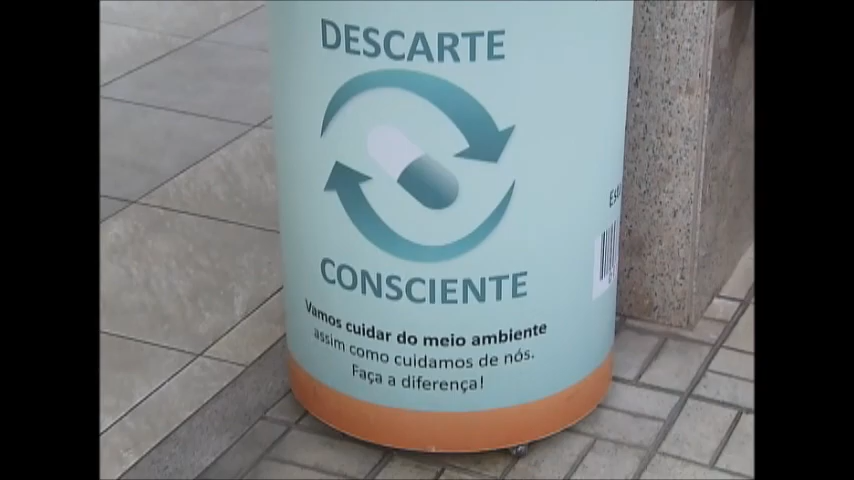 DESCARTE
CONSCIENTE
Vamos cuidar do meio ambiente
assim como cuidamos de nós.
Faça a diferença!